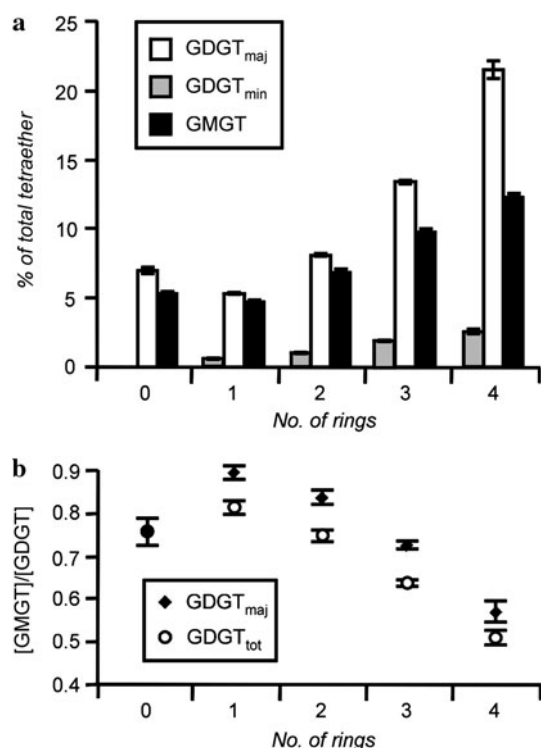 a
25
20
15
10
5
0
% of total tetraether
GDGTmaj
GDGTmin
GMGT
0 1 2 3 4
No. of rings
b
0.9
0.8
0.7
0.6
0.5
0.4
[GMGT]/[GDGT]
GDGTmaj
GDGTtot
0 1 2 3 4
No. of rings